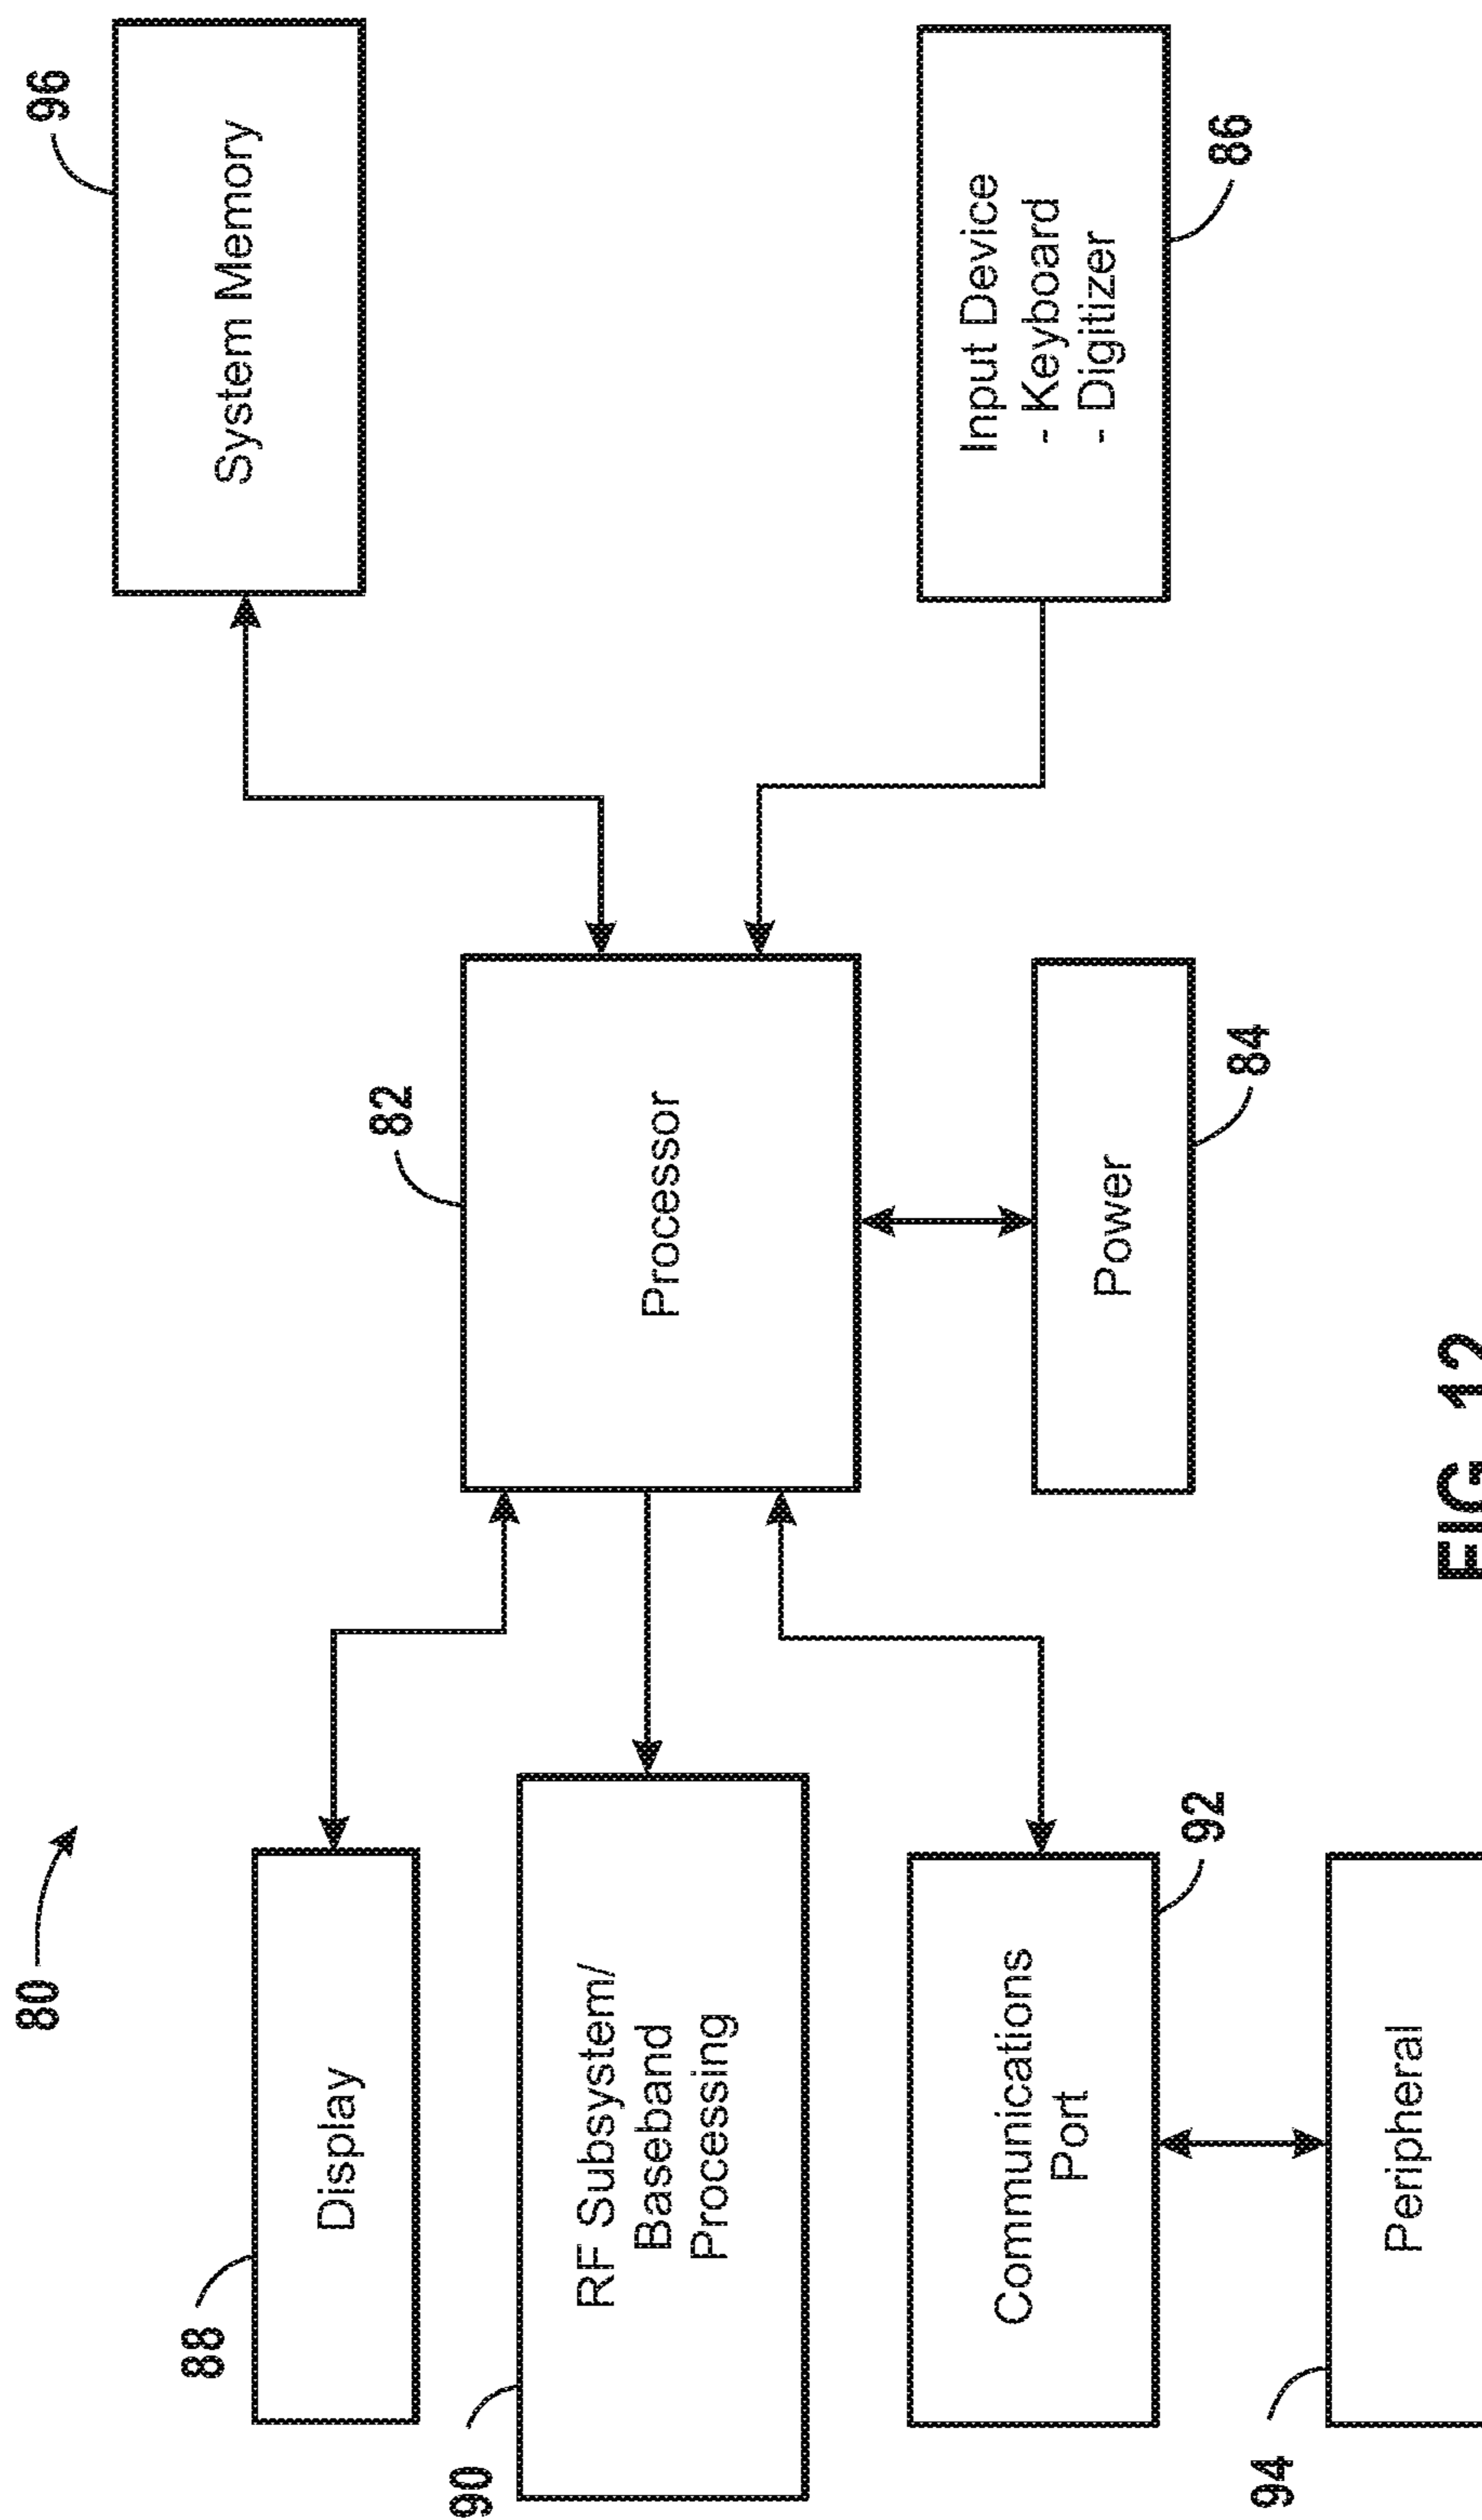 80
88
Display
90
RF Subsystem/
Baseband
Processing
Communications
Port
92
94
Peripheral
82
Processor
Power
84
96
System Memory
Input Device
- Keyboard
- Digitizer
86
FIG. 12